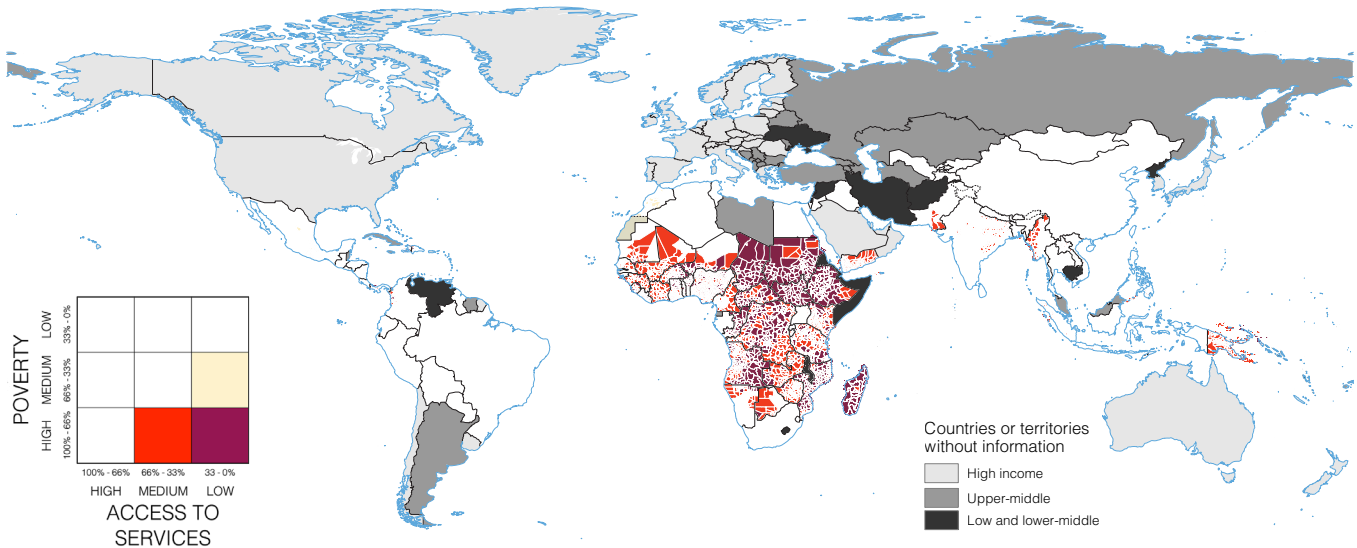 POVERTY
LOW
33% - 0%
MEDIUM
66% - 33%
HIGH
100% - 66%
100% - 66%
66% - 33%
33 - 0%
HIGH
MEDIUM
LOW
ACCESS TO
SERVICES
Countries or territories
without information
High income
Upper-middle
Low and lower-middle